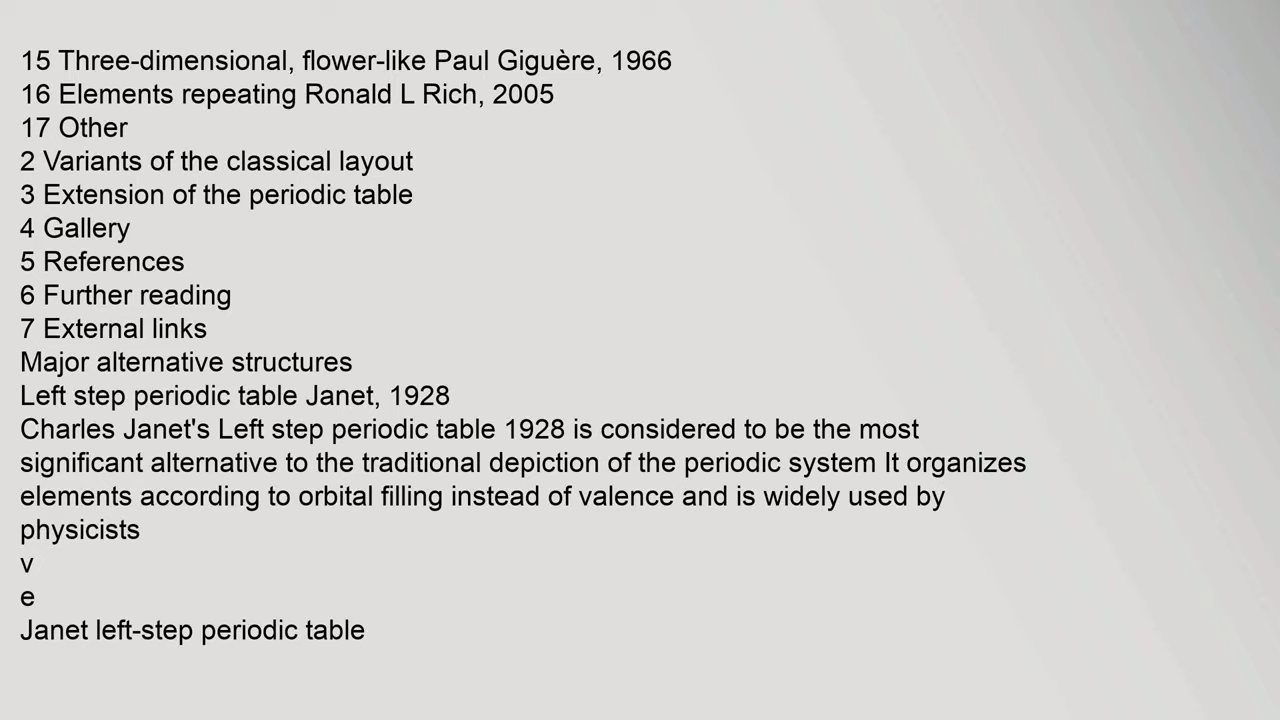 15 Three-dimensional, flower-like Paul Giguère, 1966
16 Elements repeating Ronald L Rich, 2005
17 Other
2 Variants of the classical layout
3 Extension of the periodic table
4 Gallery
5 References
6 Further reading
7 External links
Major alternative structures
Left step periodic table Janet, 1928
Charles Janet's Left step periodic table 1928 is considered to be the most
significant alternative to the traditional depiction of the periodic system It organizes
elements according to orbital filling instead of valence and is widely used by
physicists
v
e
Janet left-step periodic table